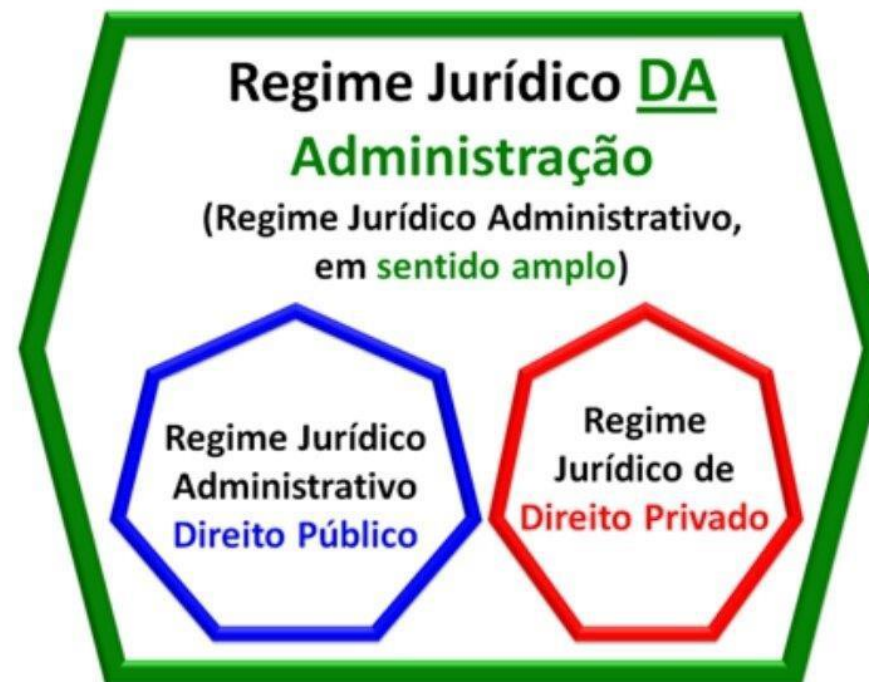 Regime Jurídico DA
Administração
(Regime Jurídico Administrativo,
em sentido amplo)
Regime Jurídico
Administrativo
Direito Público
Regime
Jurídico de
Direito Privado